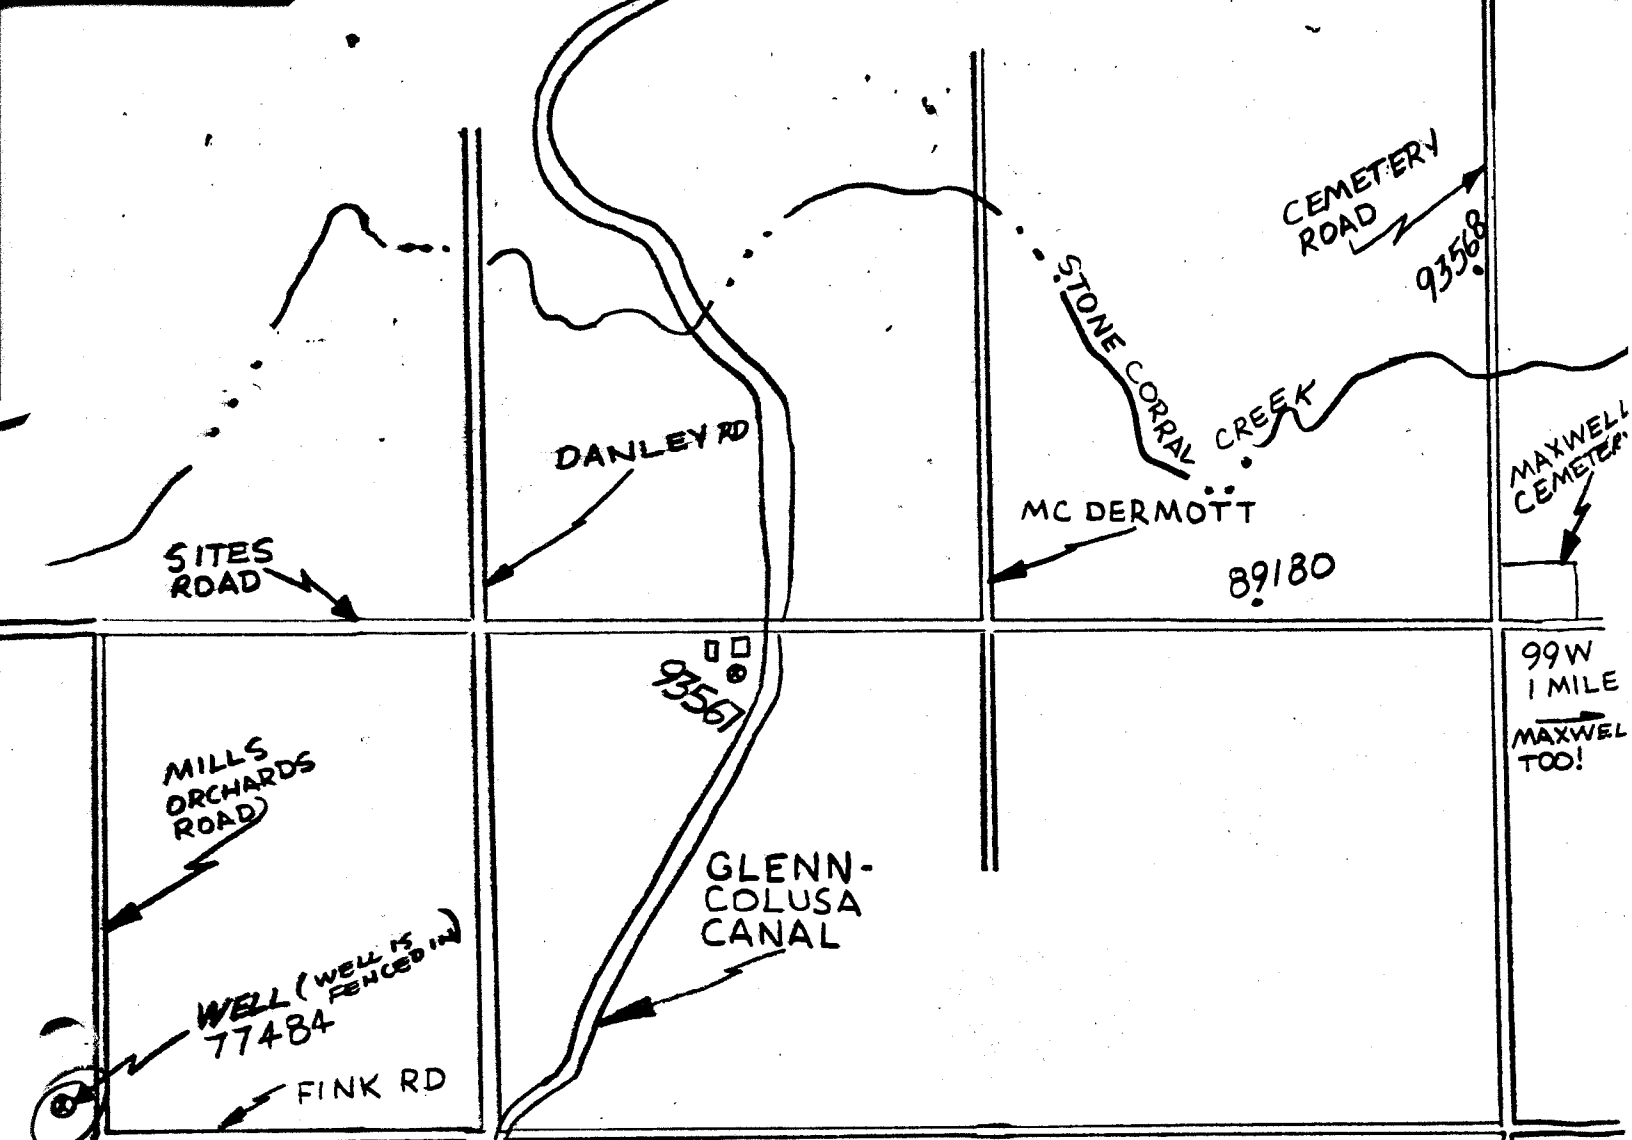 CEMETERY
ROAD
93568
STONE CORRAL
CREEK
DANLEY RD
MAXWELL
CEMETERY
MC DERMOTT
SITES
ROAD
89180
93567
99W
1 MILE
MAXWEL
TOO!
MILLS
ORCHARDS
ROAD
GLENN-
COLUSA
CANAL
WELL (WELL IS
FENCED IN)
77484
FINK RD